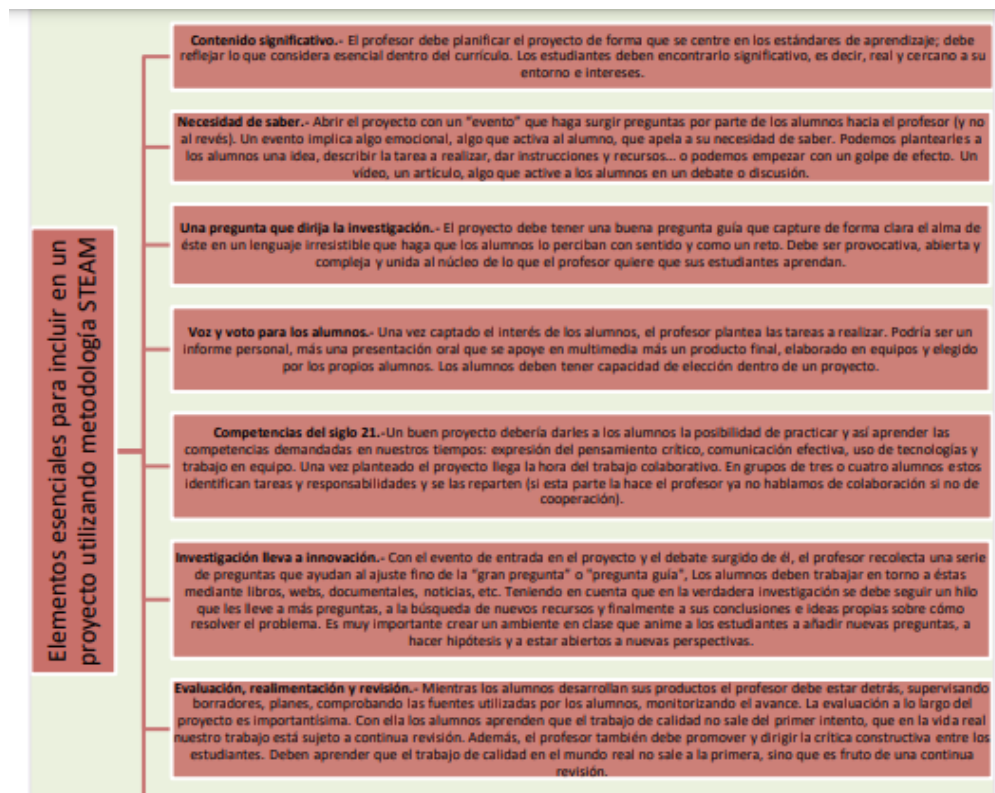 Elementos esenciales para incluir en un
proyecto utilizando metodología STEAM
Contenido significativo.- El profesor debe planificar el proyecto de forma que se centre en los estándares de aprendizaje; debe
reflejar lo que considera esencial dentro del currículo. Los estudiantes deben encontrarlo significativo, es decir, real y cercano a su
entorno e intereses.
Necesidad de saber.- Abrir el proyecto con un "evento" que haga surgir preguntas por parte de los alumnos hacia el profesor (y no
al revés). Un evento implica algo emocional, algo que activa al alumno, que apela a su necesidad de saber. Podemos plantearles a
los alumnos una idea, describir la tarea a realizar, dar instrucciones y recursos... o podemos empezar con un golpe de efecto. Un
vídeo, un artículo, algo que active a los alumnos en un debate o discusión.
Una pregunta que dirija la investigación.- El proyecto debe tener una buena pregunta guía que capture de forma clara el alma de
éste en un lenguaje irresistible que haga que los alumnos lo perciban con sentido y como un reto. Debe ser provocativa, abierta y
compleja y unida al núcleo de lo que el profesor quiere que sus estudiantes aprendan.
Voz y voto para los alumnos.- Una vez captado el interés de los alumnos, el profesor plantea las tareas a realizar. Podría ser un
informe personal, más una presentación oral que se apoye en multimedia más un producto final, elaborado en equipos y elegido
por los propios alumnos. Los alumnos deben tener capacidad de elección dentro de un proyecto.
Competencias del siglo 21.-Un buen proyecto debería darles a los alumnos la posibilidad de practicar y así aprender las
competencias demandadas en nuestros tiempos: expresión del pensamiento crítico, comunicación efectiva, uso de tecnologías y
trabajo en equipo. Una vez planteado el proyecto llega la hora del trabajo colaborativo. En grupos de tres o cuatro alumnos estos
identifican tareas y responsabilidades y se las reparten (si esta parte la hace el profesor ya no hablamos de colaboración si no de
cooperación).
Investigación lleva a innovación.- Con el evento de entrada en el proyecto y el debate surgido de él, el profesor recolecta una serie
de preguntas que ayudan al ajuste fino de la "gran pregunta" o "pregunta guía", Los alumnos deben trabajar en torno a éstas
mediante libros, webs, documentales, noticias, etc. Teniendo en cuenta que en la verdadera investigación se debe seguir un hilo
que les lleve a más preguntas, a la búsqueda de nuevos recursos y finalmente a sus conclusiones e ideas propias sobre cómo
resolver el problema. Es muy importante crear un ambiente en clase que anime a los estudiantes a añadir nuevas preguntas, a
hacer hipótesis y a estar abiertos a nuevas perspectivas.
Evaluación, realimentación y revisión.- Mientras los alumnos desarrollan sus productos el profesor debe estar detrás, supervisando
borradores, planes, comprobando las fuentes utilizadas por los alumnos, monitorizando el avance. La evaluación a lo largo del
proyecto es importantísima. Con ella los alumnos aprenden que el trabajo de calidad no sale del primer intento, que en la vida real
nuestro trabajo está sujeto a continua revisión. Además, el profesor también debe promover y dirigir la crítica constructiva entre los
estudiantes. Deben aprender que el trabajo de calidad en el mundo real no sale a la primera, sino que es fruto de una continua
revisión.